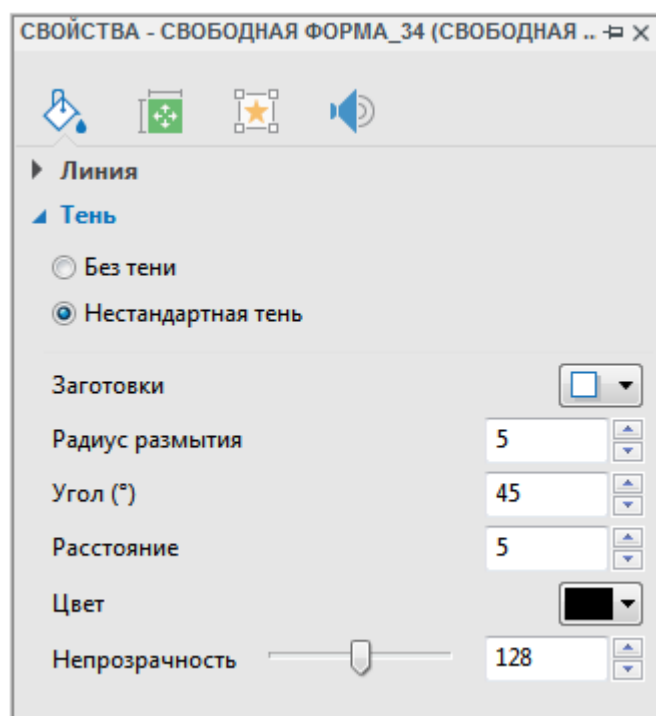 СВОЙСТВА - СВОБОДНАЯ ФОРМА_34 (СВОБОДНАЯ ..
Линия
Тень
Без тени
Нестандартная тень
Заготовки
Радиус размытия 5
Угол (°) 45
Расстояние 5
Цвет
Непрозрачность 128